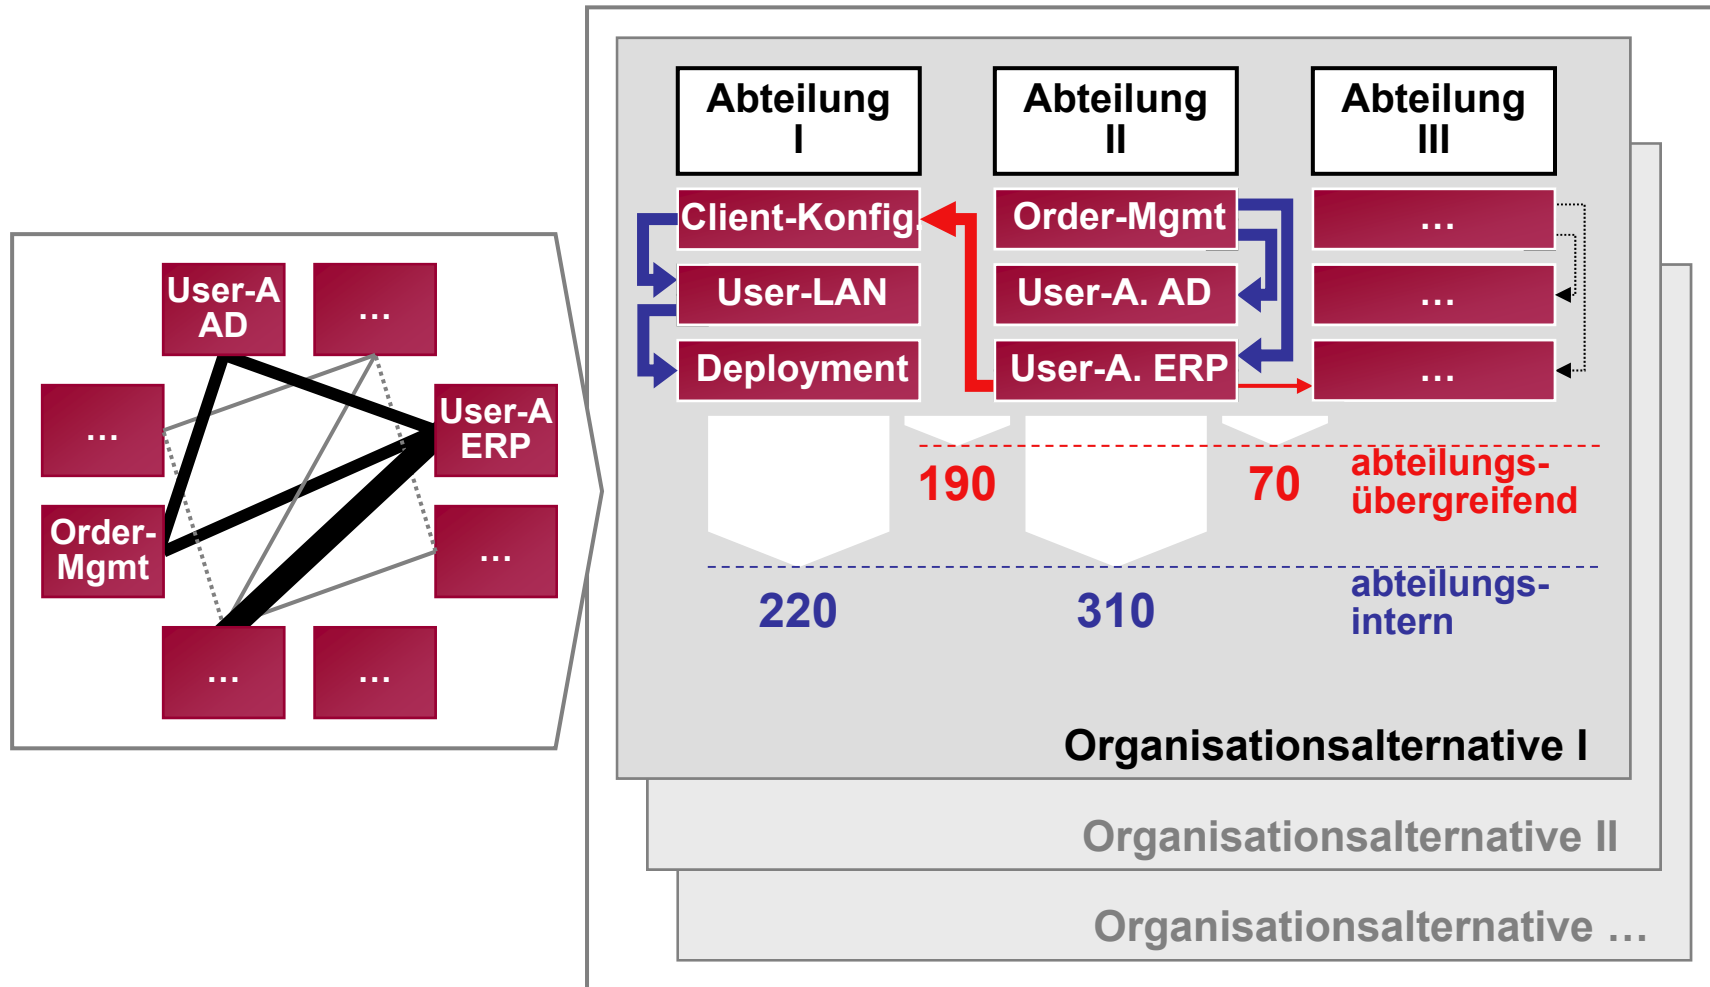 User-A
AD
…
…
User-A
ERP
Order-
Mgmt
…
…
…
Abteilung
I
Abteilung
II
Abteilung
III
Client-Konfig.
Order-Mgmt
…
User-LAN
User-A. AD
…
Deployment
User-A. ERP
…
190
70
abteilungs-
übergreifend
220
310
abteilungs-
intern
Organisationsalternative I
Organisationsalternative II
Organisationsalternative …